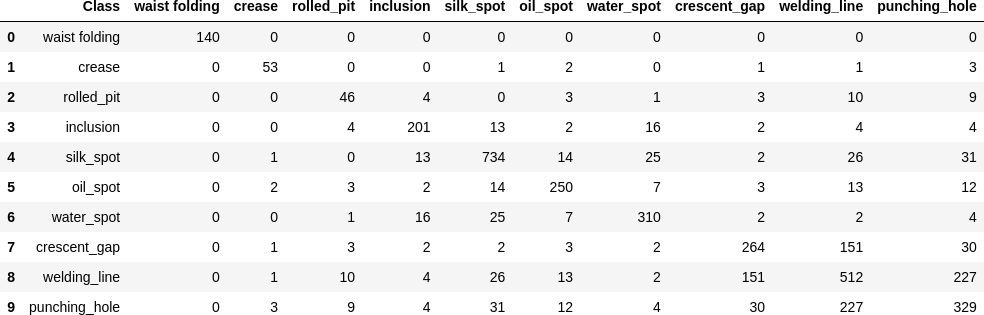 Class waist folding crease rolled_pit inclusion silk_spot oil_spot water_spot crescent_gap welding_line punching_hole
0 waist folding 140 0 0 0 0 0 0 0 0 0
1 crease 0 53 0 0 1 2 0 1 1 3
2 rolled_pit 0 0 46 4 0 3 1 3 10 9
3 inclusion 0 0 4 201 13 2 16 2 4 4
4 silk_spot 0 1 0 13 734 14 25 2 26 31
5 oil_spot 0 2 3 2 14 250 7 3 13 12
6 water_spot 0 0 1 16 25 7 310 2 2 4
7 crescent_gap 0 1 3 2 2 3 2 264 151 30
8 welding_line 0 1 10 4 26 13 2 151 512 227
9 punching_hole 0 3 9 4 31 12 4 30 227 329